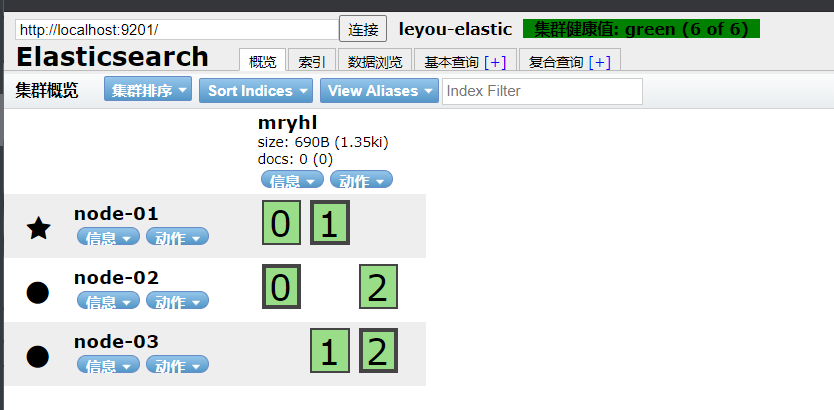 http://localhost:9201/ 连接 leyou-elastic 集群健康值: green (6 of 6)
Elasticsearch 概览 索引 数据浏览 基本查询 [+] 复合查询 [+]
集群概览 集群排序 Sort Indices View Aliases Index Filter
mryhl
size: 690B (1.35ki)
docs: 0 (0)
信息 动作
node-01 0 1
信息 动作
node-02 0 2
信息 动作
node-03 1 2
信息 动作